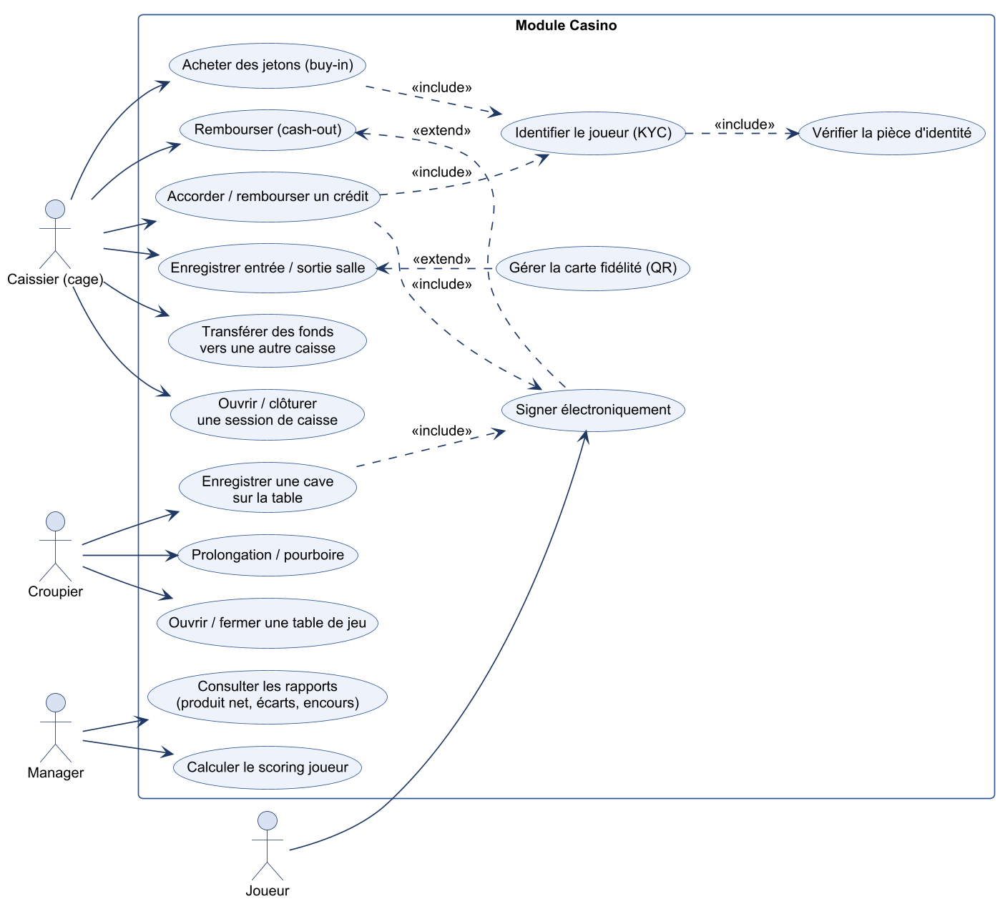 Module Casino
Acheter des jetons (buy-in)
«include»
Rembourser (cash-out)
«extend»
Identifier le joueur (KYC)
«include»
Vérifier la pièce d'identité
Accorder / rembourser un crédit
«include»
Enregistrer entrée / sortie salle
«extend»
Gérer la carte fidélité (QR)
«include»
Caissier (cage)
Transférer des fonds
vers une autre caisse
Ouvrir / clôturer
une session de caisse
Signer électroniquement
«include»
Enregistrer une cave
sur la table
Prolongation / pourboire
Croupier
Ouvrir / fermer une table de jeu
Consulter les rapports
(produit net, écarts, encours)
Manager
Calculer le scoring joueur
Joueur